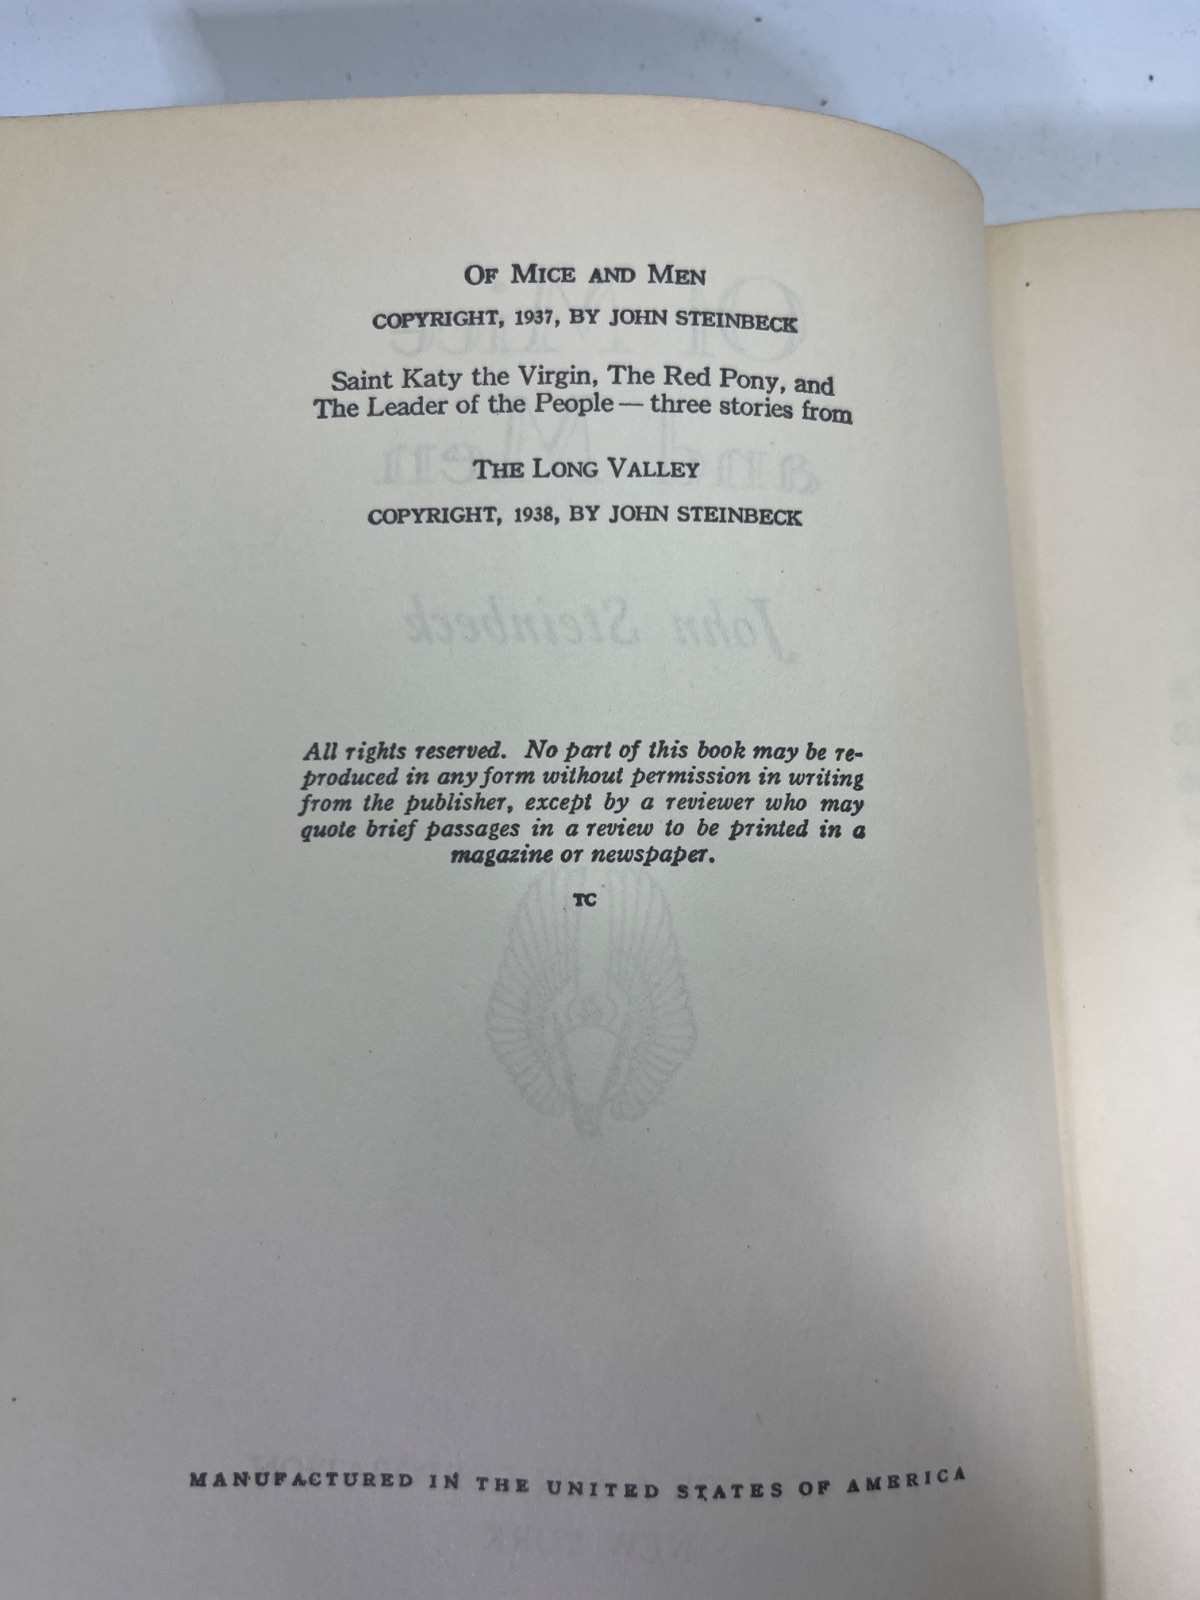 OF MICE AND MEN
COPYRIGHT, 1937, BY JOHN STEINBECK
Saint Katy the Virgin, The Red Pony, and
The Leader of the People — three stories from
THE LONG VALLEY
COPYRIGHT, 1938, BY JOHN STEINBECK
All rights reserved. No part of this book may be re-
produced in any form without permission in writing
from the publisher, except by a reviewer who may
quote brief passages in a review to be printed in a
magazine or newspaper.
TC
MANUFACTURED IN THE UNITED STATES OF AMERICA